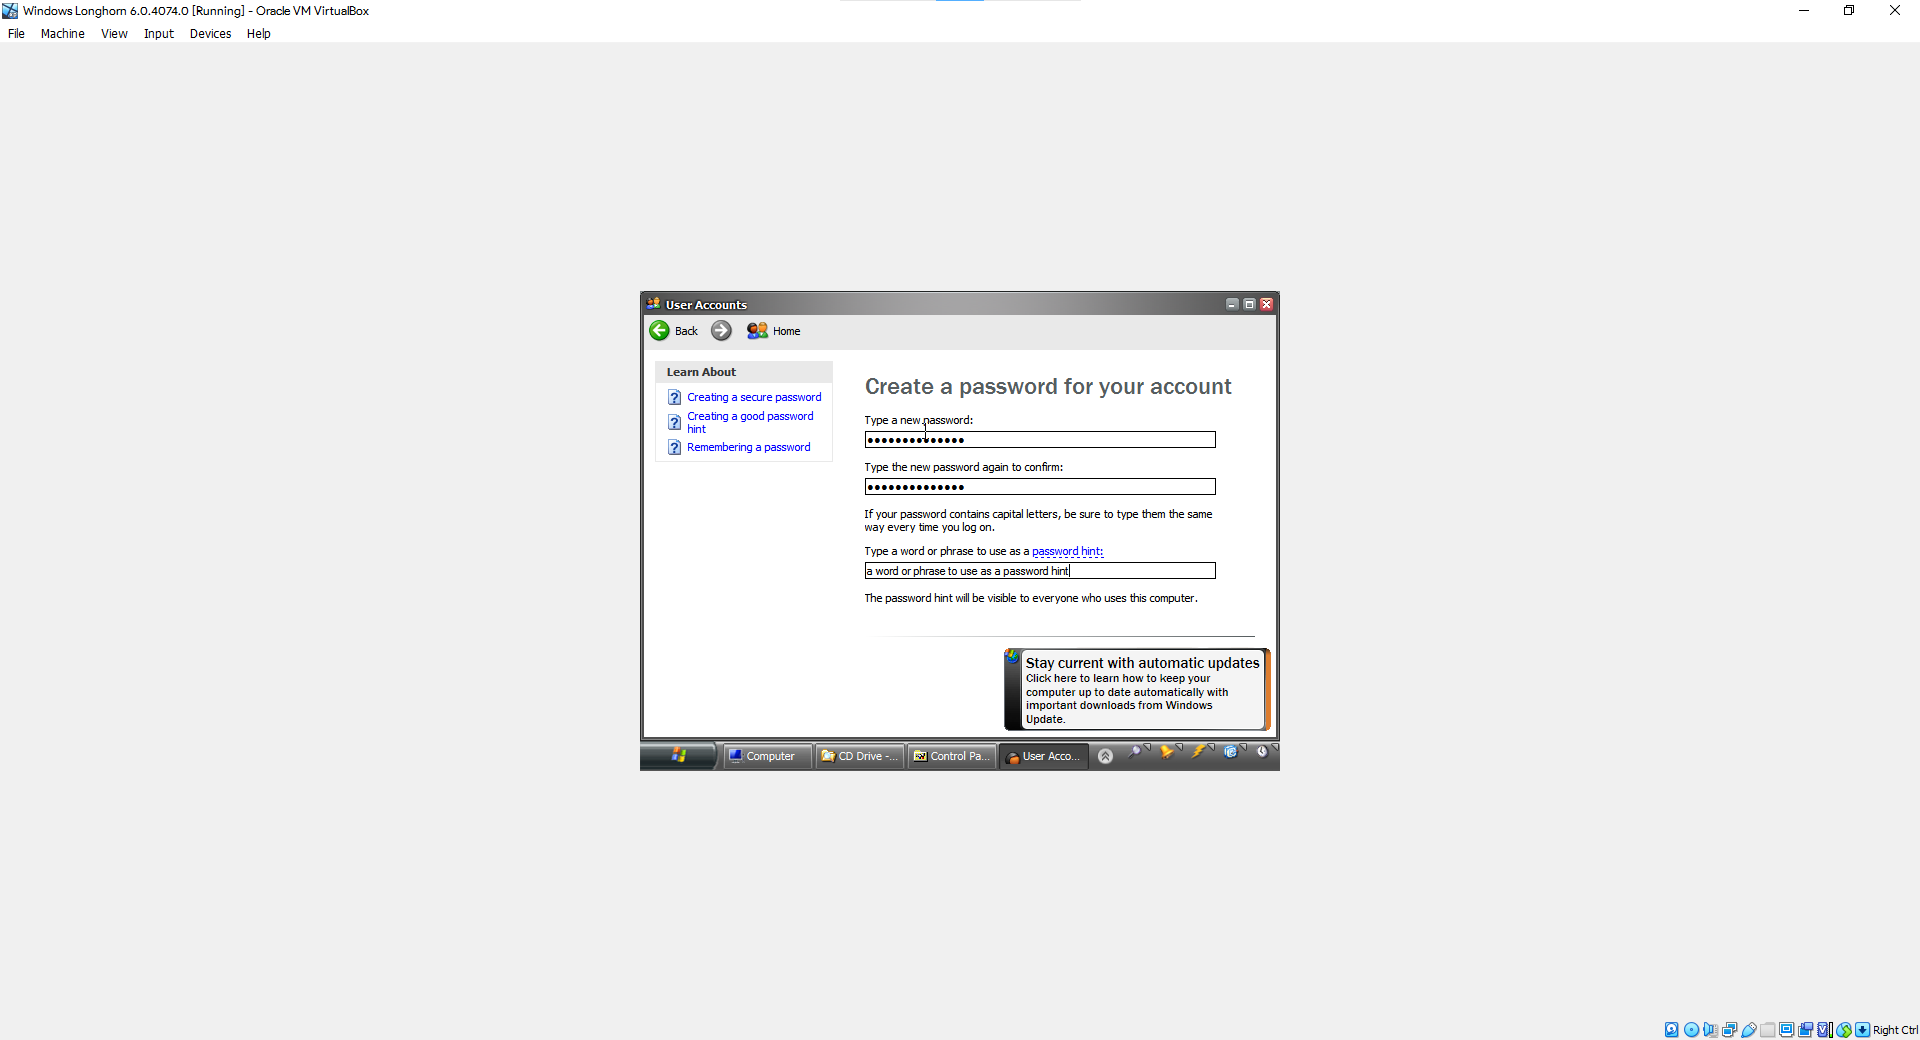 Windows Longhorn 6.0.4074.0 [Running] - Oracle VM VirtualBox
File Machine View Input Devices Help
User Accounts
Back Home
Learn About
Creating a secure password
Creating a good password
hint
Remembering a password
Create a password for your account
Type a new password:
Type the new password again to confirm:
If your password contains capital letters, be sure to type them the same
way every time you log on.
Type a word or phrase to use as a password hint:
a word or phrase to use as a password hint
The password hint will be visible to everyone who uses this computer.
Stay current with automatic updates
Click here to learn how to keep your
computer up to date automatically with
important downloads from Windows
Update.
Computer CD Drive -... Control Pa... User Acco...
Right Ctrl